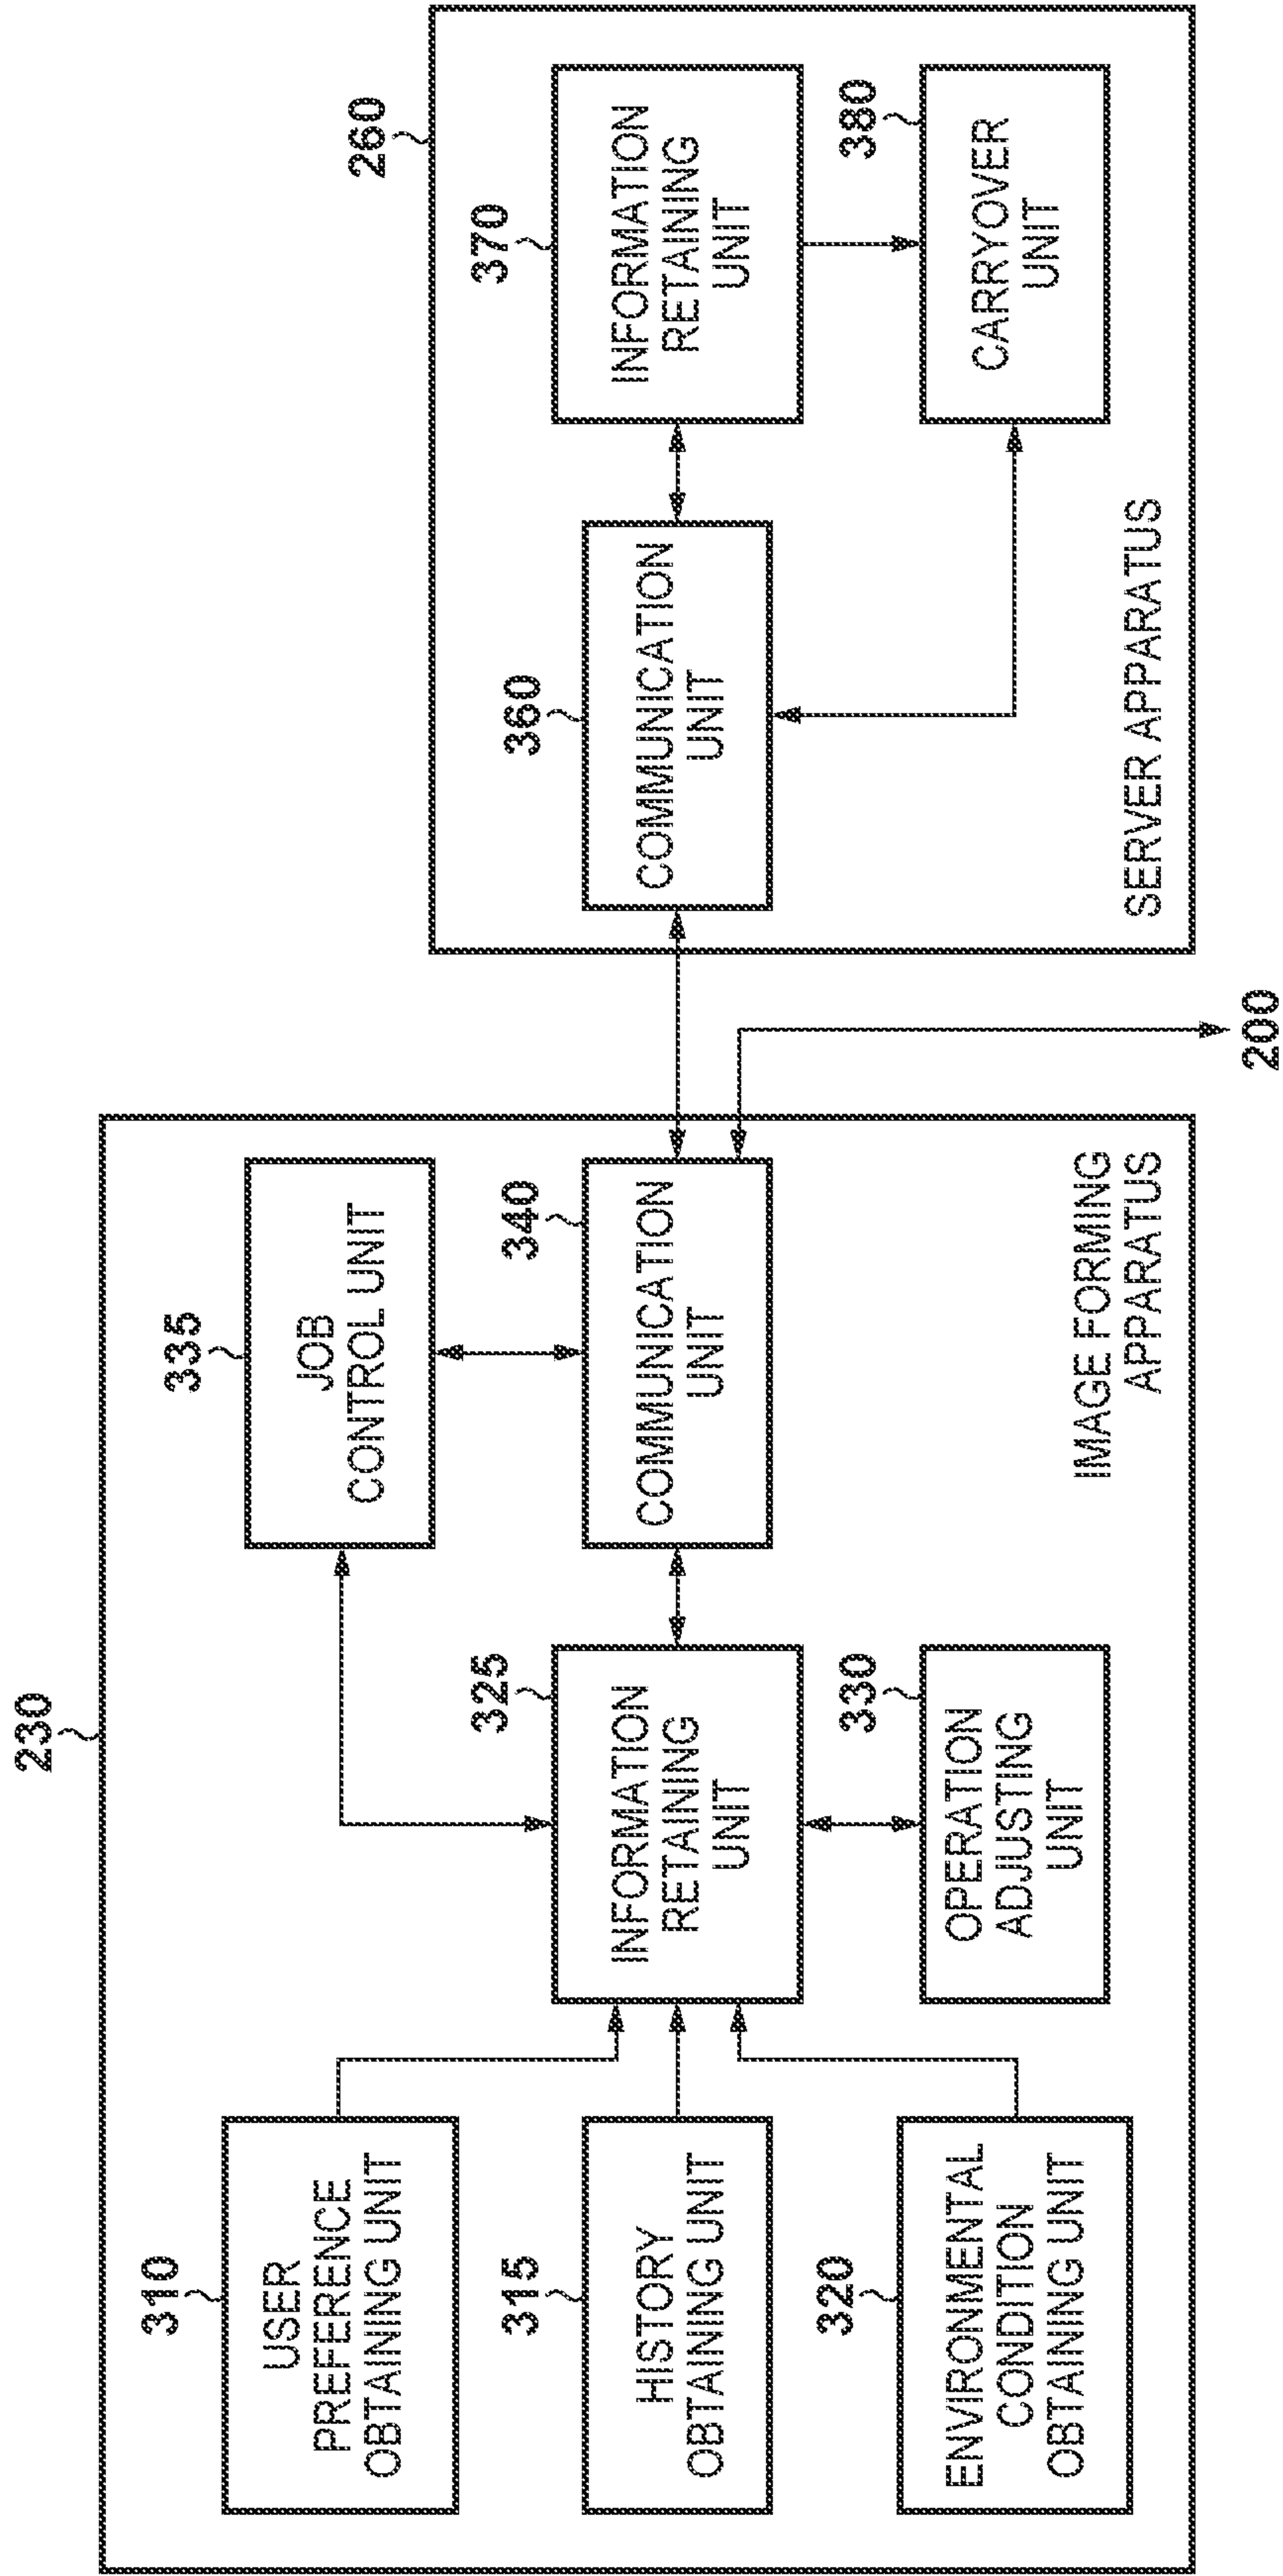 230
310
USER
PREFERENCE
OBTAINING UNIT
315
HISTORY
OBTAINING UNIT
320
ENVIRONMENTAL
CONDITION
OBTAINING UNIT
325
INFORMATION
RETAINING
UNIT
330
OPERATION
ADJUSTING
UNIT
335
JOB
CONTROL UNIT
340
COMMUNICATION
UNIT
IMAGE FORMING
APPARATUS
200
260
360
COMMUNICATION
UNIT
370
INFORMATION
RETAINING
UNIT
380
CARRYOVER
UNIT
SERVER APPARATUS